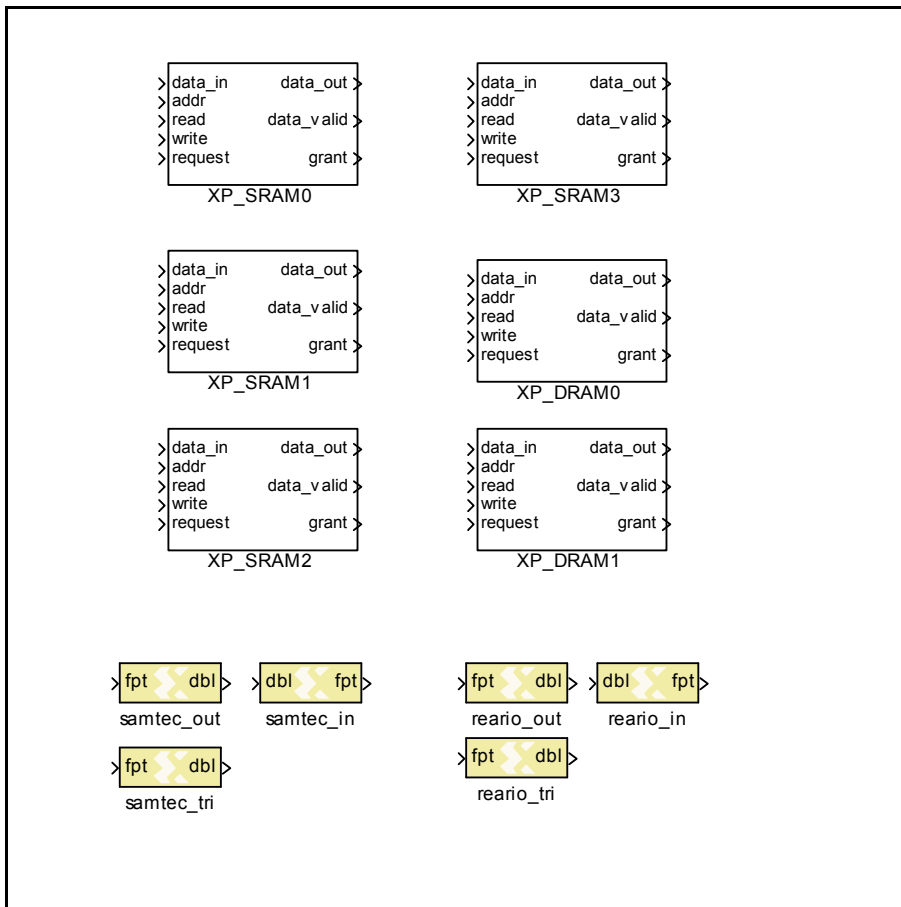 data_in data_out
addr
read data_valid
write
request grant
XP_SRAM0
data_in data_out
addr
read data_valid
write
request grant
XP_SRAM3
data_in data_out
addr
read data_valid
write
request grant
XP_SRAM1
data_in data_out
addr
read data_valid
write
request grant
XP_DRAM0
data_in data_out
addr
read data_valid
write
request grant
XP_SRAM2
data_in data_out
addr
read data_valid
write
request grant
XP_DRAM1
fpt dbl
samtec_out
dbl fpt
samtec_in
fpt dbl
reario_out
dbl fpt
reario_in
fpt dbl
samtec_tri
fpt dbl
reario_tri